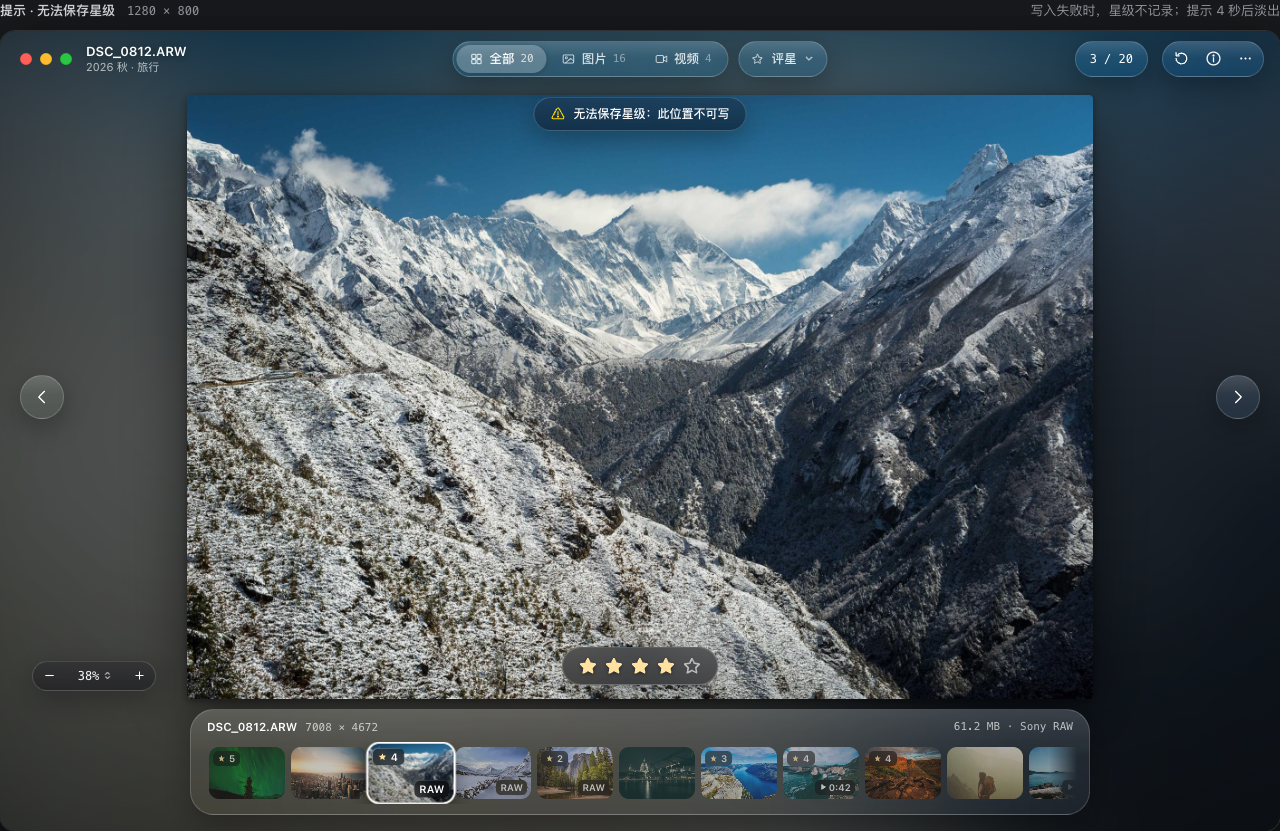 提示 · 无法保存星级 1280 × 800 写入失败时，星级不记录；提示 4 秒后淡出
DSC_0812.ARW
2026 秋 · 旅行
全部 20 图片 16 视频 4 评星 3 / 20
无法保存星级：此位置不可写
38%
DSC_0812.ARW 7008 × 4672 61.2 MB · Sony RAW
★ 5 ★ 4 ★ 2 ★ 3 ★ 4 ★ 4
RAW RAW RAW 0:42